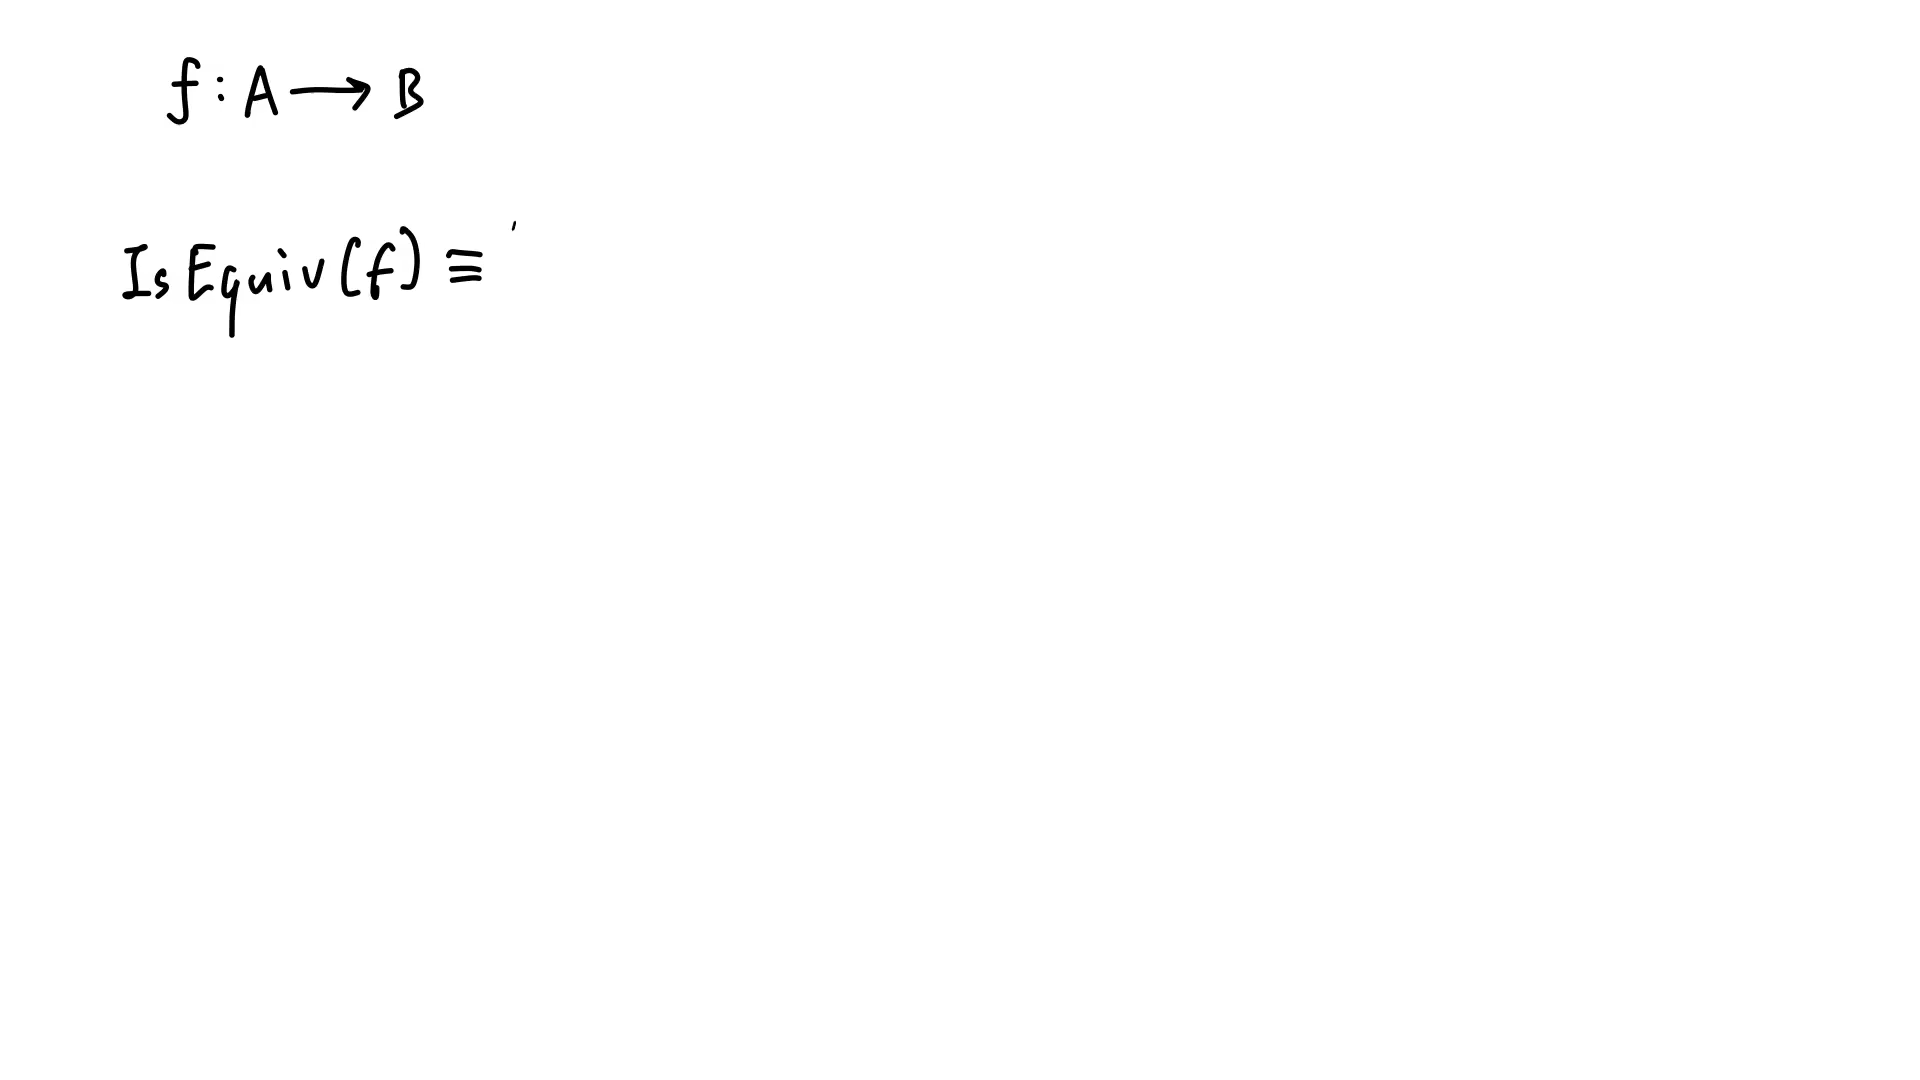 f : A ⟶ B
IsEquiv(f) ≡